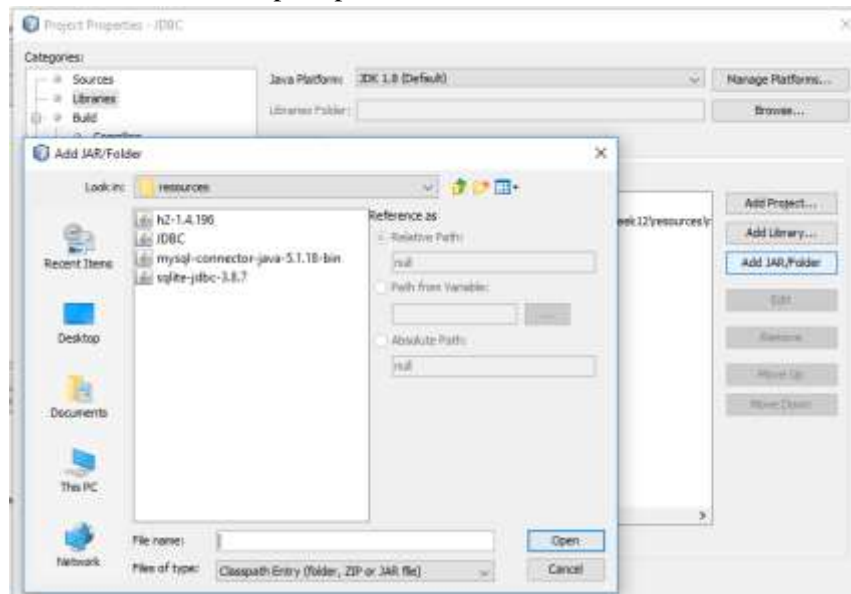 Project Properties - JDBC
Categories:
Sources
Libraries
Build
Java Platform: JDK 1.8 (Default)
Manage Platforms...
Libraries Folder:
Browse...
Add JAR/Folder
Look in: resources
Recent Items
Desktop
Documents
This PC
Network
h2-1.4.196
JDBC
mysql-connector-java-5.1.18-bin
sqlite-jdbc-3.8.7
Reference as
Relative Path:
null
Path from Variable:
...
Absolute Path:
null
File name:
Open
Files of type: Classpath Entry (folder, ZIP or JAR file)
Cancel
Add Project...
Add Library...
Add JAR/Folder
Edit
Remove
Move Up
Move Down